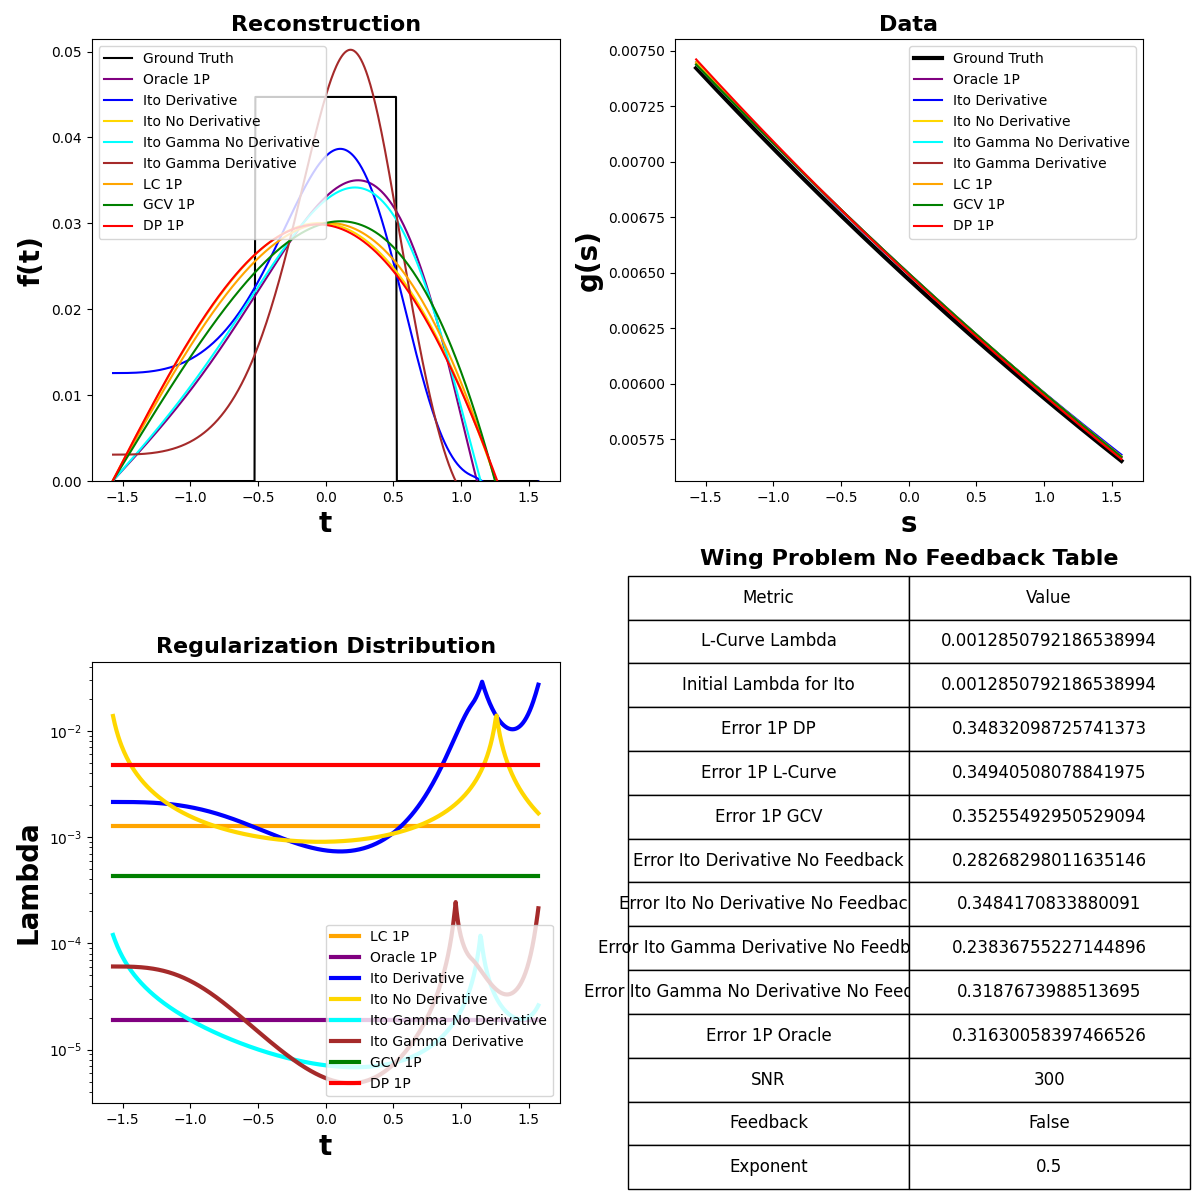 Reconstruction
0.05
0.04
0.03
0.02
0.01
0.00
f(t)
Ground Truth
Oracle 1P
Ito Derivative
Ito No Derivative
Ito Gamma No Derivative
Ito Gamma Derivative
LC 1P
GCV 1P
DP 1P
−1.5 −1.0 −0.5 0.0 0.5 1.0 1.5
t
Data
0.00750
0.00725
0.00700
0.00675
0.00650
0.00625
0.00600
0.00575
g(s)
Ground Truth
Oracle 1P
Ito Derivative
Ito No Derivative
Ito Gamma No Derivative
Ito Gamma Derivative
LC 1P
GCV 1P
DP 1P
−1.5 −1.0 −0.5 0.0 0.5 1.0 1.5
s
Regularization Distribution
10⁻²
10⁻³
10⁻⁴
10⁻⁵
Lambda
LC 1P
Oracle 1P
Ito Derivative
Ito No Derivative
Ito Gamma No Derivative
Ito Gamma Derivative
GCV 1P
DP 1P
−1.5 −1.0 −0.5 0.0 0.5 1.0 1.5
t
Wing Problem No Feedback Table
Metric Value
L-Curve Lambda 0.0012850792186538994
Initial Lambda for Ito 0.0012850792186538994
Error 1P DP 0.34832098725741373
Error 1P L-Curve 0.34940508078841975
Error 1P GCV 0.35255492950529094
Error Ito Derivative No Feedback 0.28268298011635146
Error Ito No Derivative No Feedbac 0.3484170833880091
Error Ito Gamma Derivative No Feedb 0.23836755227144896
Error Ito Gamma No Derivative No Feed 0.3187673988513695
Error 1P Oracle 0.31630058397466526
SNR 300
Feedback False
Exponent 0.5